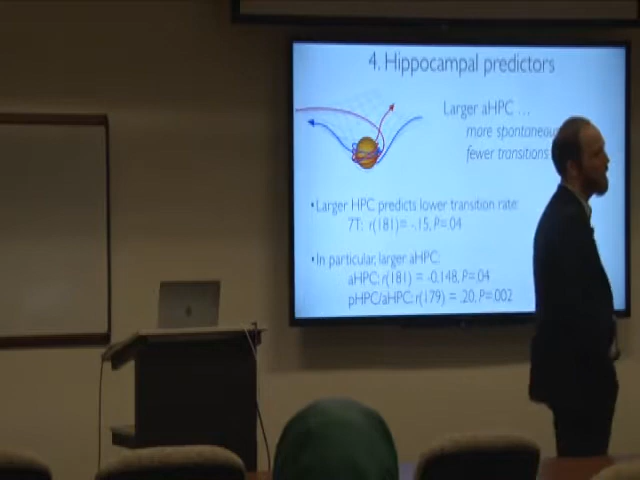 4. Hippocampal predictors
Larger aHPC ...
more spontaneou
fewer transitions
•Larger HPC predicts lower transition rate:
7T: r(181)= -.15, P=.04
•In particular, larger aHPC:
aHPC: r(181) = -0.148, P=.04
pHPC/aHPC: r(179) = .20, P=.002